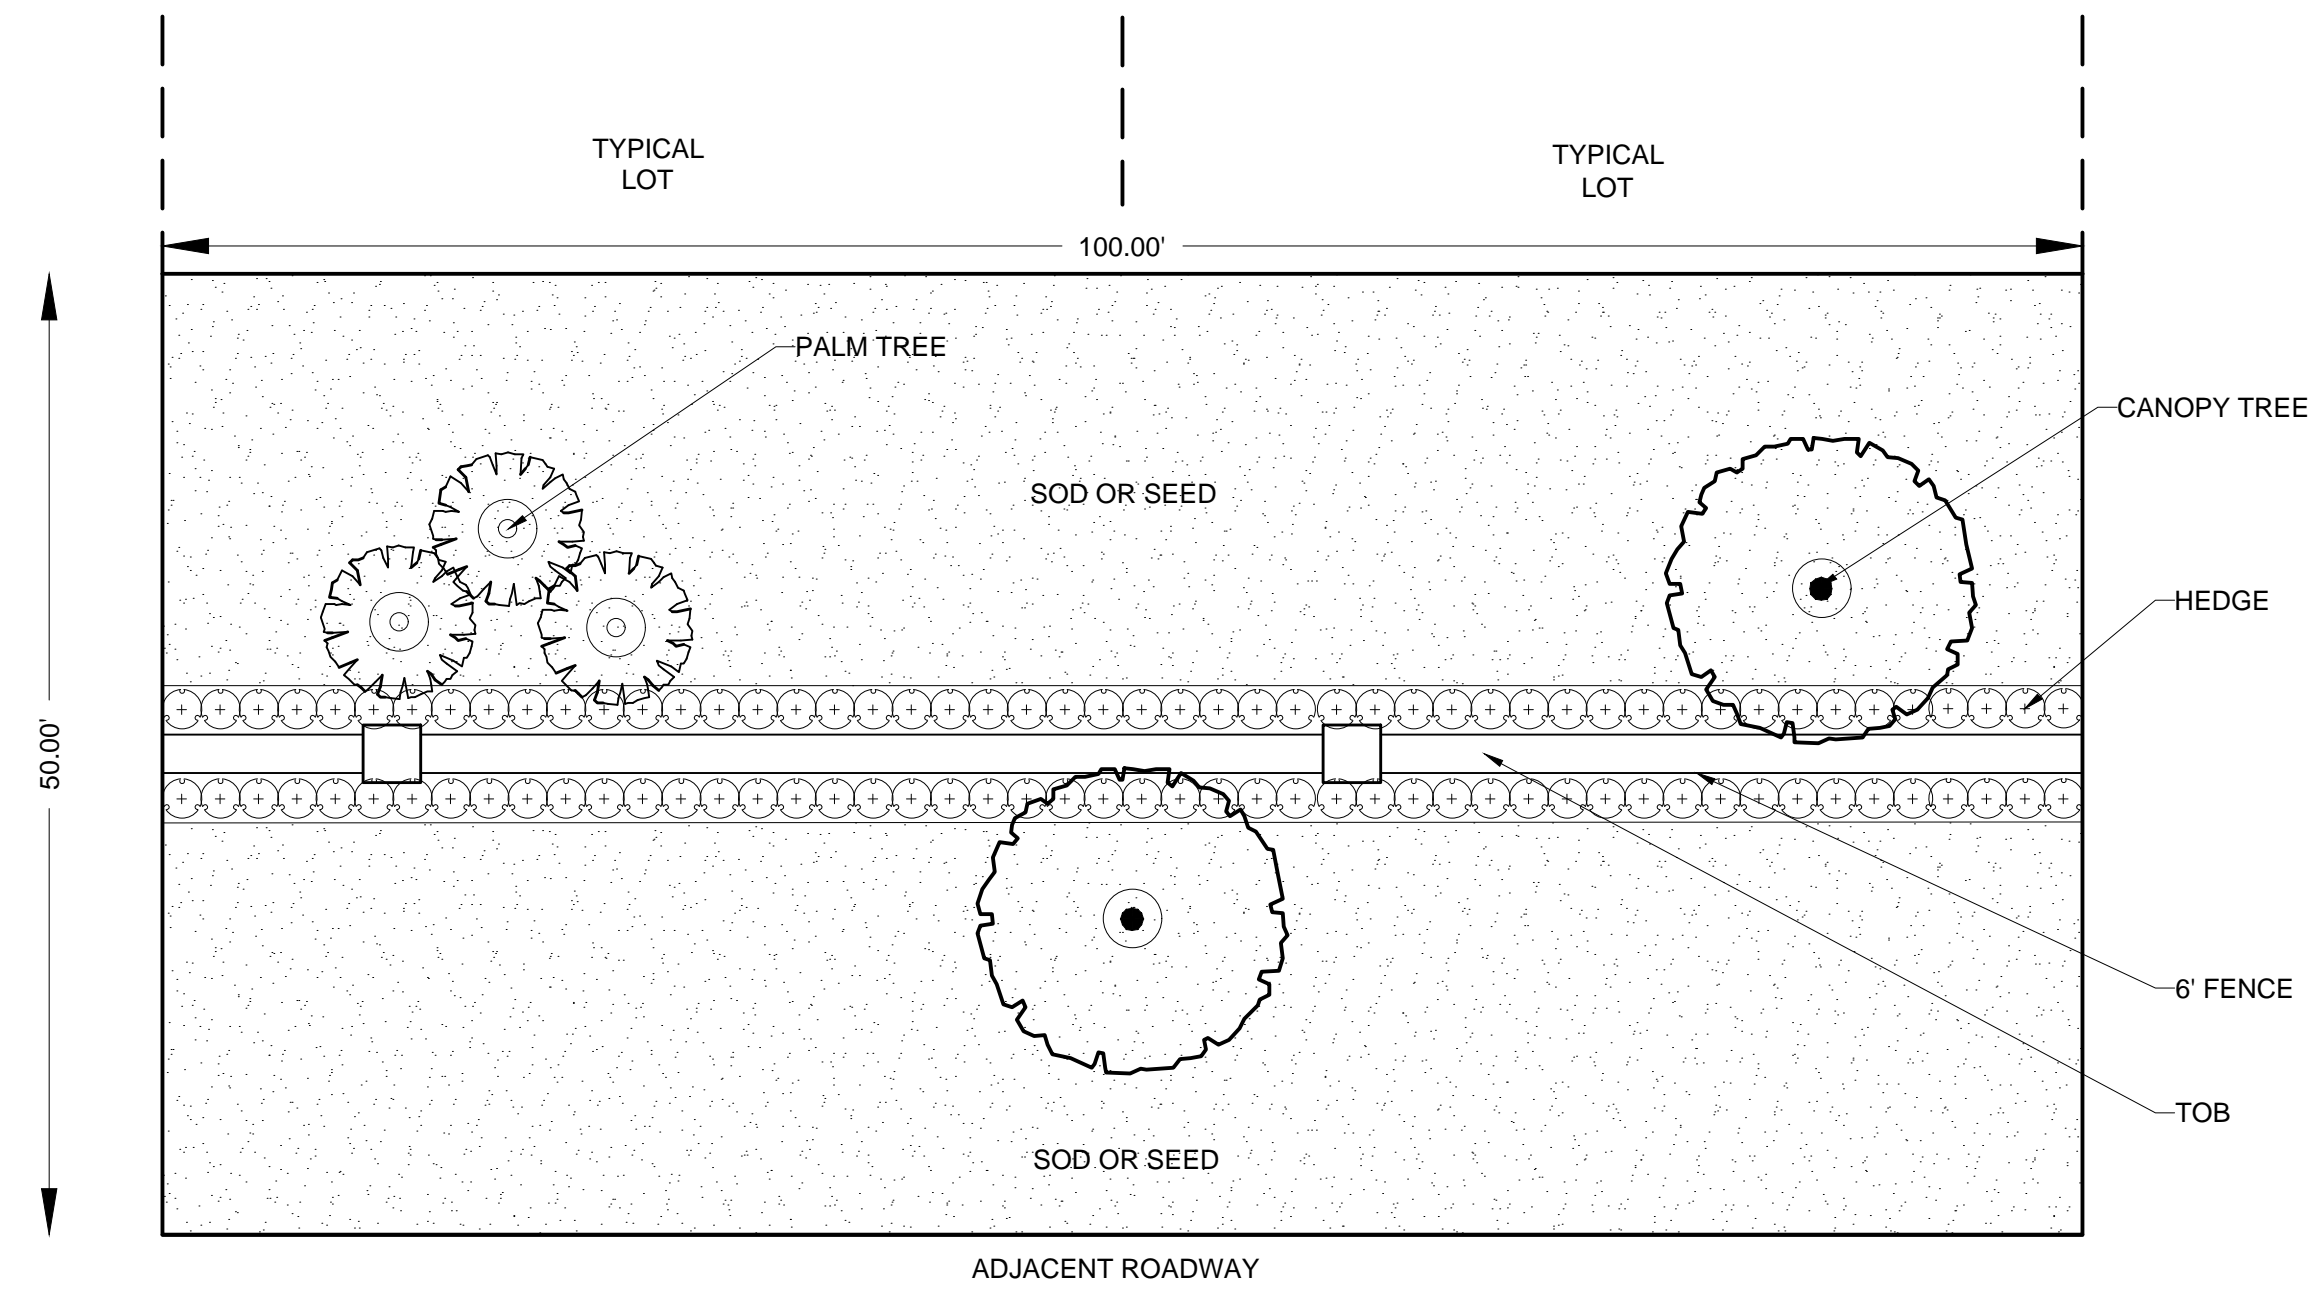 TYPICAL
LOT
TYPICAL
LOT
100.00'
PALM TREE
CANOPY TREE
SOD OR SEED
HEDGE
50.00'
6' FENCE
TOB
SOD OR SEED
ADJACENT ROADWAY